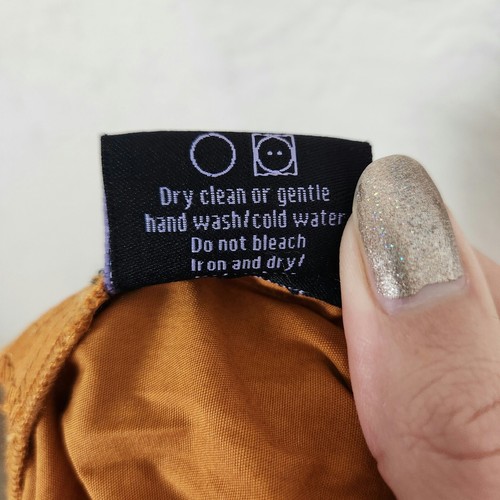 Dry clean or gentle
hand wash/cold water
Do not bleach
Iron and dry/